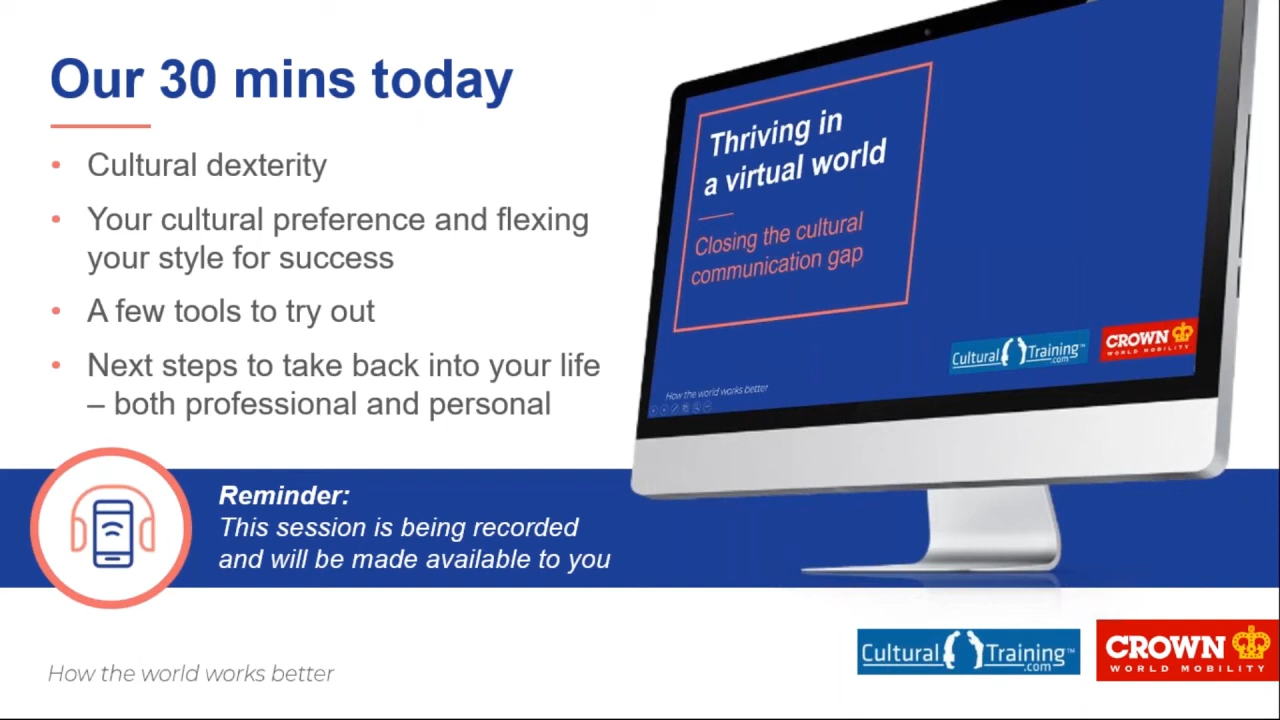 Our 30 mins today
• Cultural dexterity
• Your cultural preference and flexing
your style for success
• A few tools to try out
• Next steps to take back into your life
– both professional and personal
Thriving in
a virtual world
Closing the cultural
communication gap
Cultural Training™
.com
CROWN
WORLD MOBILITY
How the world works better
Reminder:
This session is being recorded
and will be made available to you
How the world works better
Cultural Training™
.com
CROWN
WORLD MOBILITY